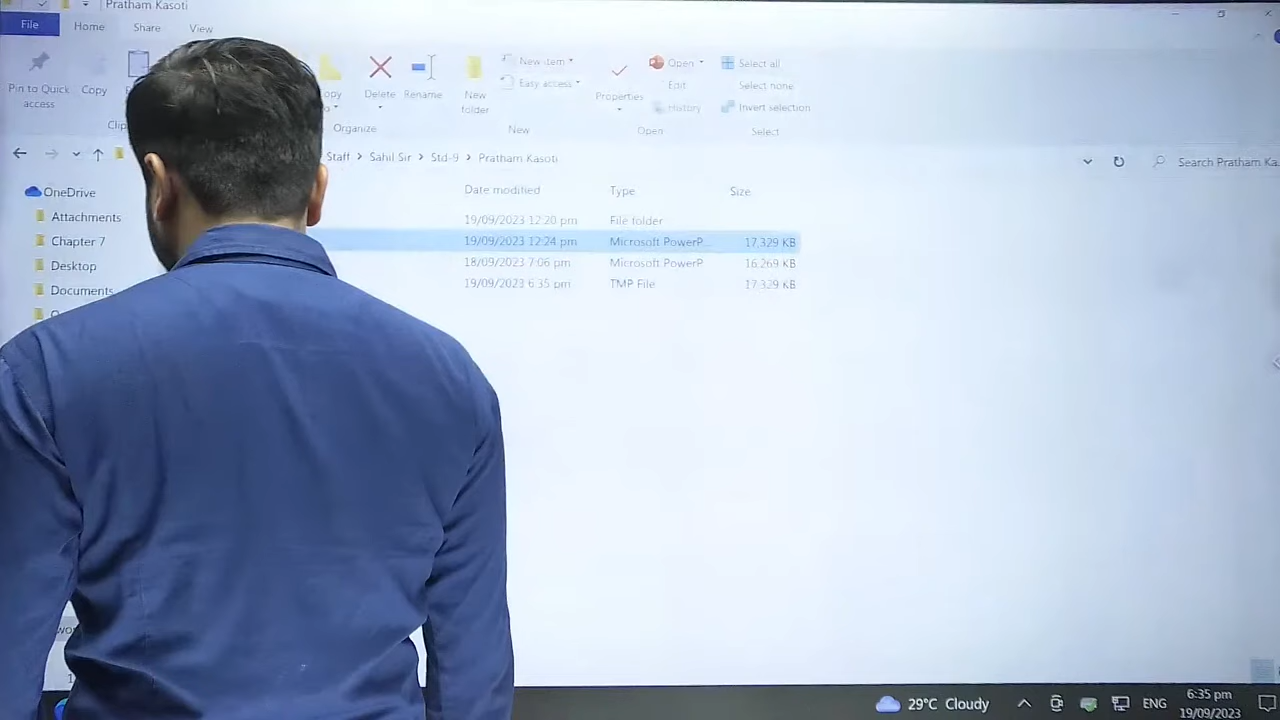 Pratham Kasoti
File Home Share View
Pin to Quick access
Copy
Delete
Rename
New folder
New item
Easy access
Properties
Open
Edit
History
Select all
Select none
Invert selection
Organize
New
Open
Select
Staff > Sahil Sir > Std-9 > Pratham Kasoti
Search Pratham Ka...
OneDrive
Attachments
Chapter 7
Desktop
Documents
Date modified Type Size
19/09/2023 12:20 pm File folder
19/09/2023 12:24 pm Microsoft PowerP... 17,329 KB
18/09/2023 7:06 pm Microsoft PowerP 16,269 KB
19/09/2023 6:35 pm TMP File 17,329 KB
29°C Cloudy
ENG
6:35 pm
19/09/2023